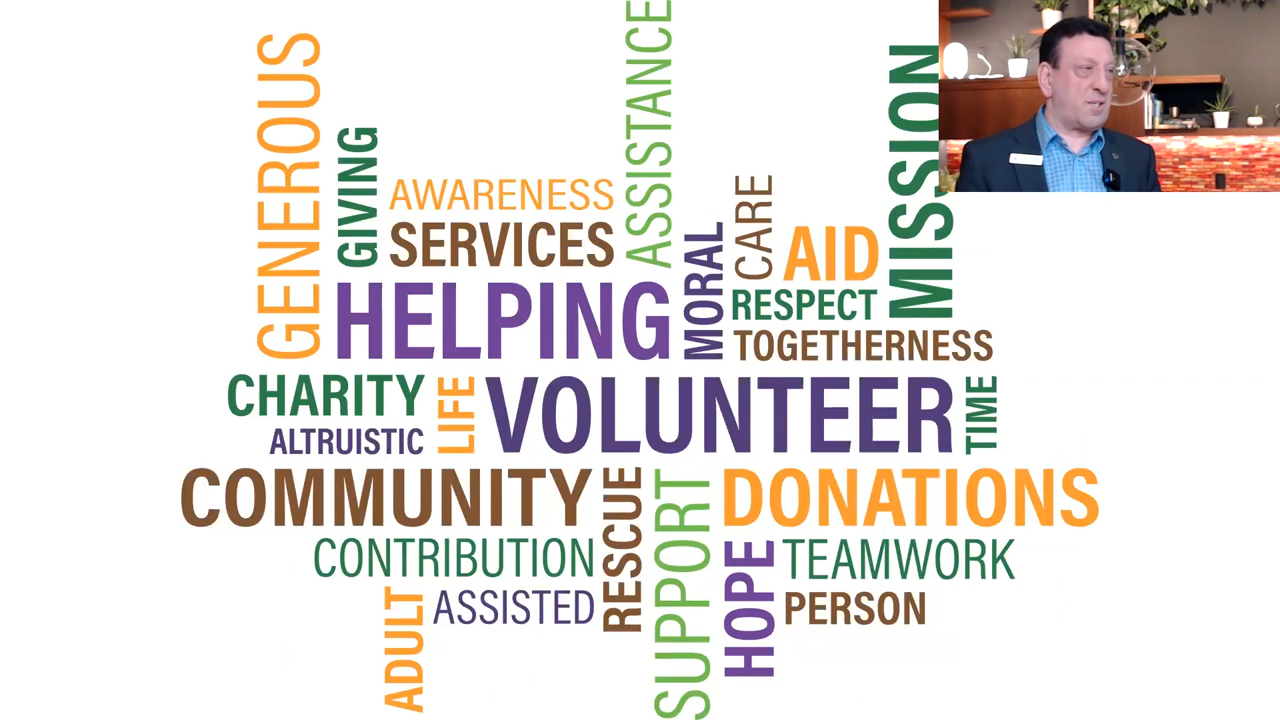 GENEROUS
GIVING
AWARENESS
SERVICES
ASSISTANCE
HELPING
MORAL
CARE
AID
RESPECT
TOGETHERNESS
MISSION
CHARITY
ALTRUISTIC
LIFE
VOLUNTEER
TIME
COMMUNITY
RESCUE
SUPPORT
DONATIONS
CONTRIBUTION
HOPE
TEAMWORK
ADULT
ASSISTED
PERSON